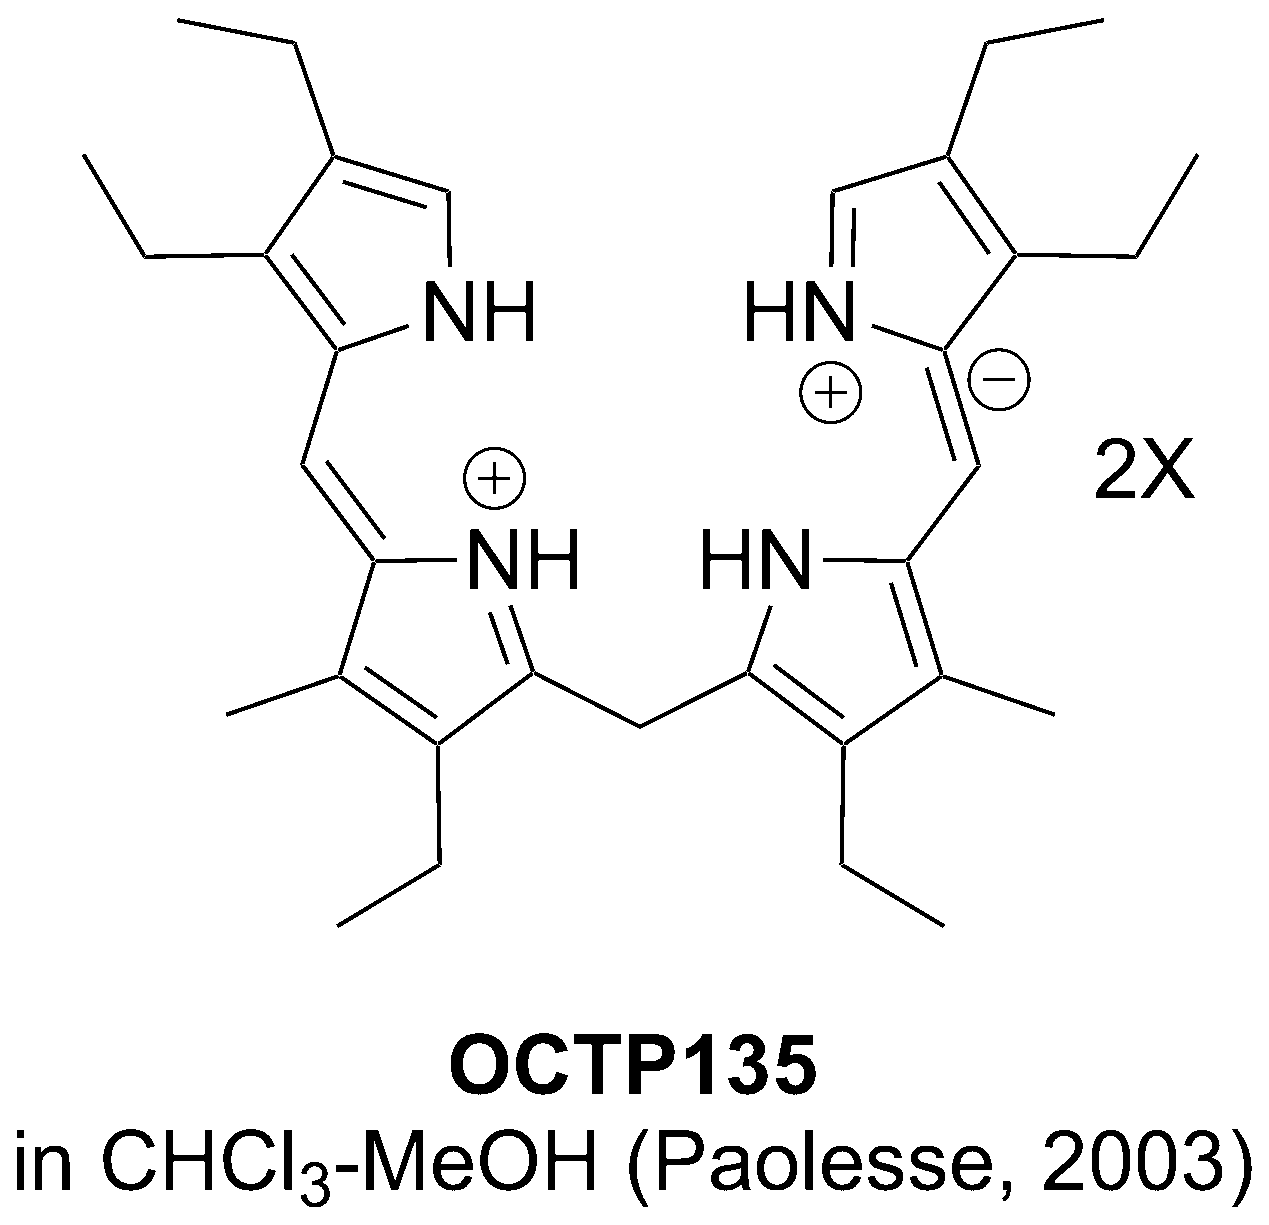 NH HN
⊕ ⊖
⊕ 2X
NH HN
OCTP135
in CHCl₃-MeOH (Paolesse, 2003)